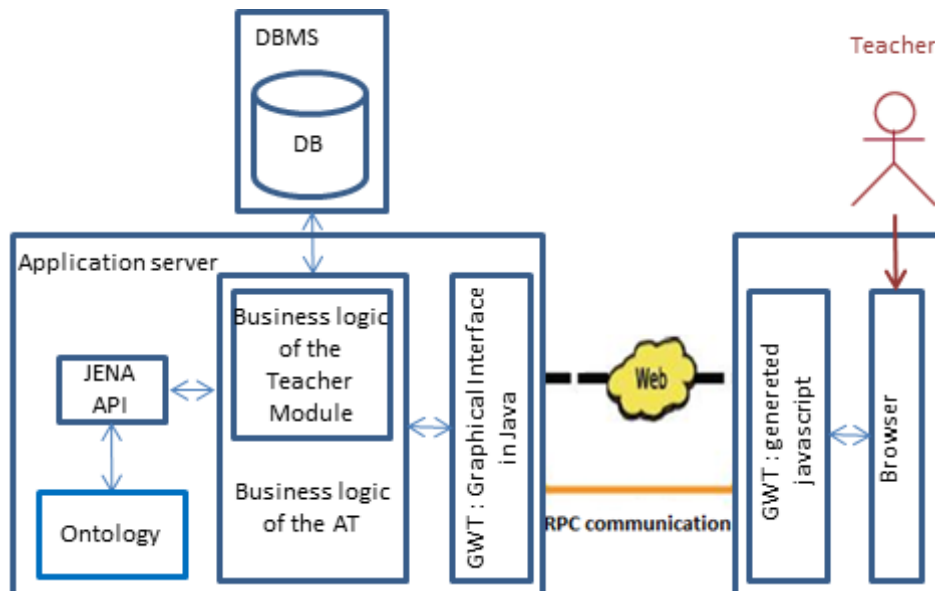 DBMS
DB
Teacher
Application server
Business logic
of the
Teacher
Module
JENA
API
Ontology
Business logic
of the AT
GWT : Graphical Interface
in Java
Web
RPC communication
GWT : genereted
javascript
Browser